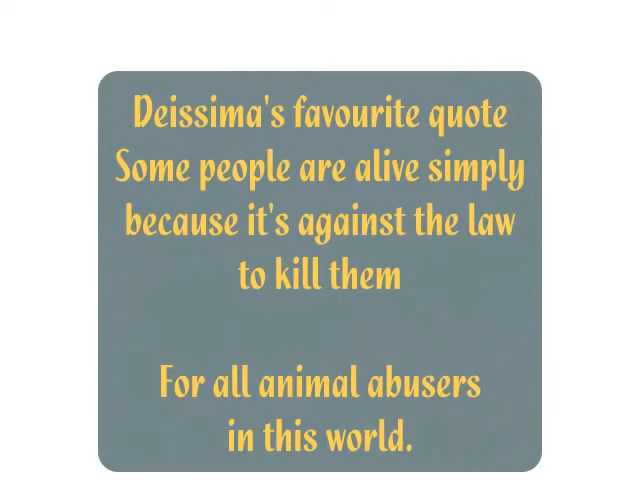 Deissima's favourite quote
Some people are alive simply
because it's against the law
to kill them
For all animal abusers
in this world.